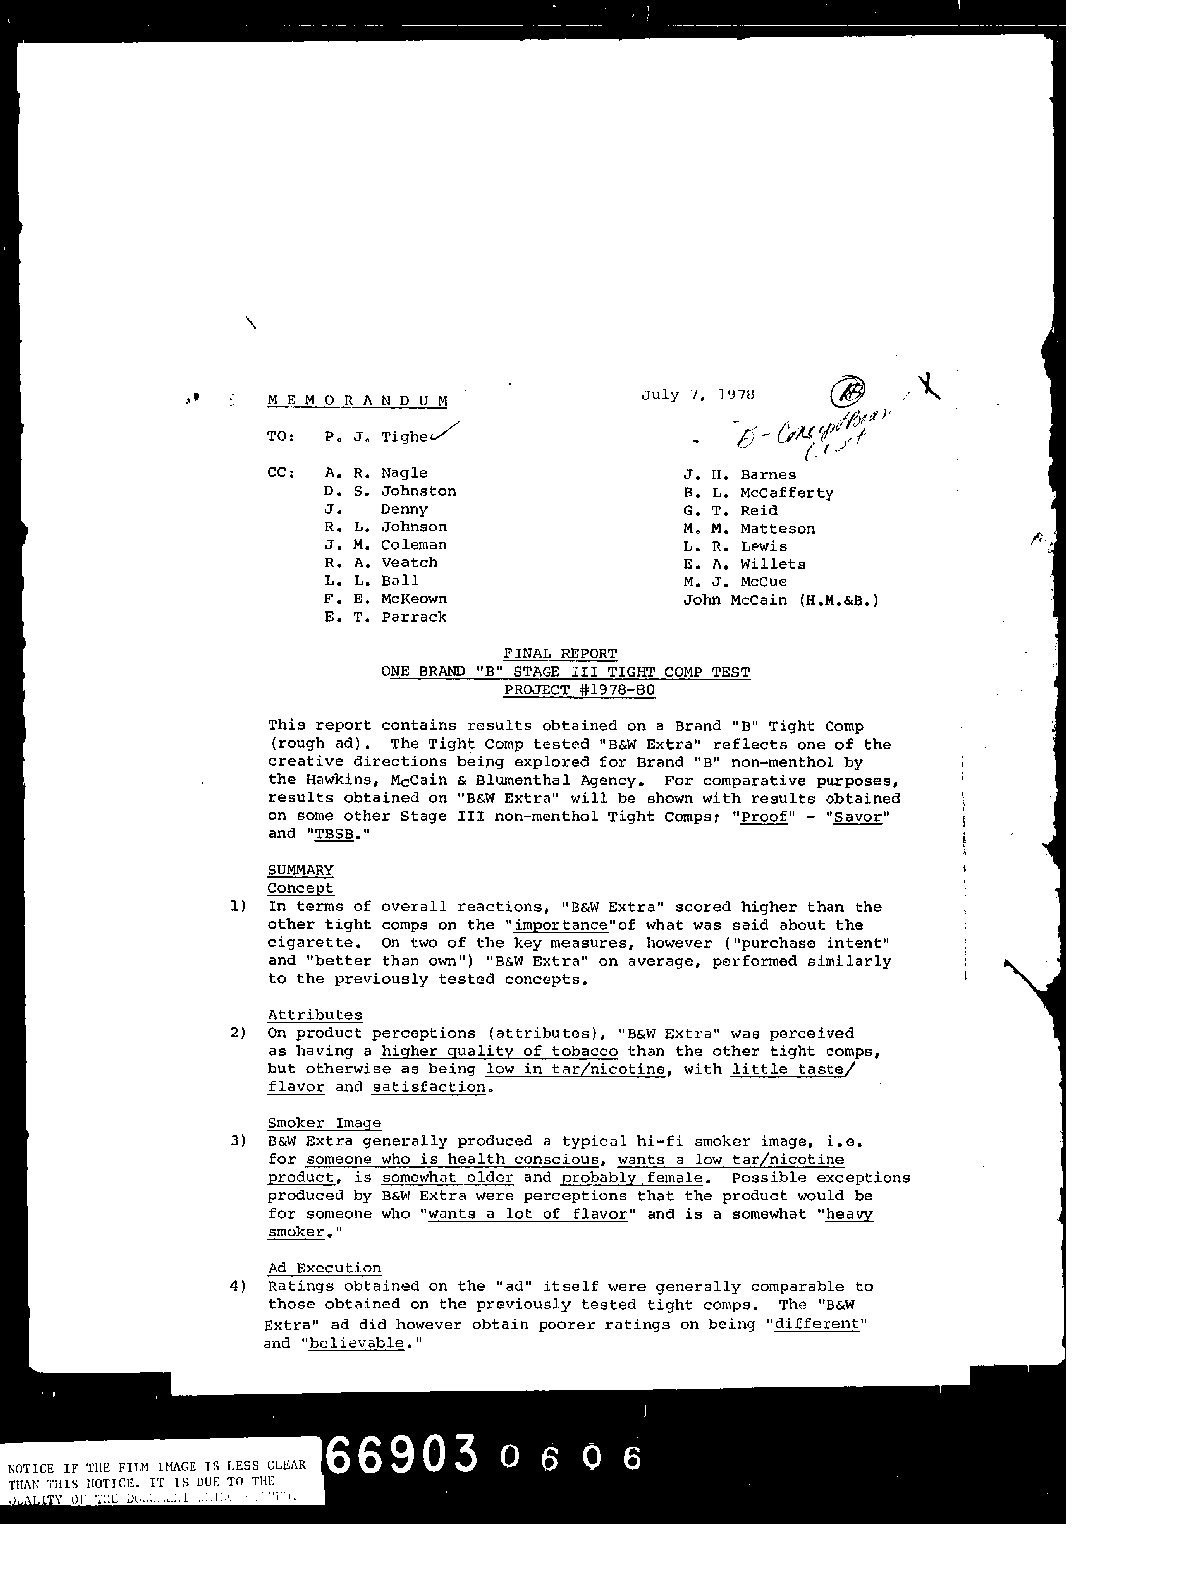 MEMORANDUM
July 7, 1978
TO: P. J. Tighe
CC: A. R. Nagle
D. S. Johnston
J. Denny
R. L. Johnson
J. M. Coleman
R. A. Veatch
L. L. Ball
F. E. McKeown
E. T. Parrack
J. H. Barnes
B. L. McCafferty
G. T. Reid
M. M. Matteson
L. R. Lewis
E. A. Willets
M. J. McCue
John McCain (H.M.&B.)
FINAL REPORT
ONE BRAND "B" STAGE III TIGHT COMP TEST
PROJECT #1978-80
This report contains results obtained on a Brand "B" Tight Comp
(rough ad). The Tight Comp tested "B&W Extra" reflects one of the
creative directions being explored for Brand "B" non-menthol by
the Hawkins, McCain & Blumenthal Agency. For comparative purposes,
results obtained on "B&W Extra" will be shown with results obtained
on some other Stage III non-menthol Tight Comps; "Proof" - "Savor"
and "TBSB."
SUMMARY
Concept
1) In terms of overall reactions, "B&W Extra" scored higher than the
other tight comps on the "importance"of what was said about the
cigarette. On two of the key measures, however ("purchase intent"
and "better than own") "B&W Extra" on average, performed similarly
to the previously tested concepts.
Attributes
2) On product perceptions (attributes), "B&W Extra" was perceived
as having a higher quality of tobacco than the other tight comps,
but otherwise as being low in tar/nicotine, with little taste/
flavor and satisfaction.
Smoker Image
3) B&W Extra generally produced a typical hi-fi smoker image, i.e.
for someone who is health conscious, wants a low tar/nicotine
product, is somewhat older and probably female. Possible exceptions
produced by B&W Extra were perceptions that the product would be
for someone who "wants a lot of flavor" and is a somewhat "heavy
smoker."
Ad Execution
4) Ratings obtained on the "ad" itself were generally comparable to
those obtained on the previously tested tight comps. The "B&W
Extra" ad did however obtain poorer ratings on being "different"
and "believable."
66903 0606
NOTICE IF THE FILM IMAGE IS LESS CLEAR
THAN THIS NOTICE. IT IS DUE TO THE
QUALITY OF THE